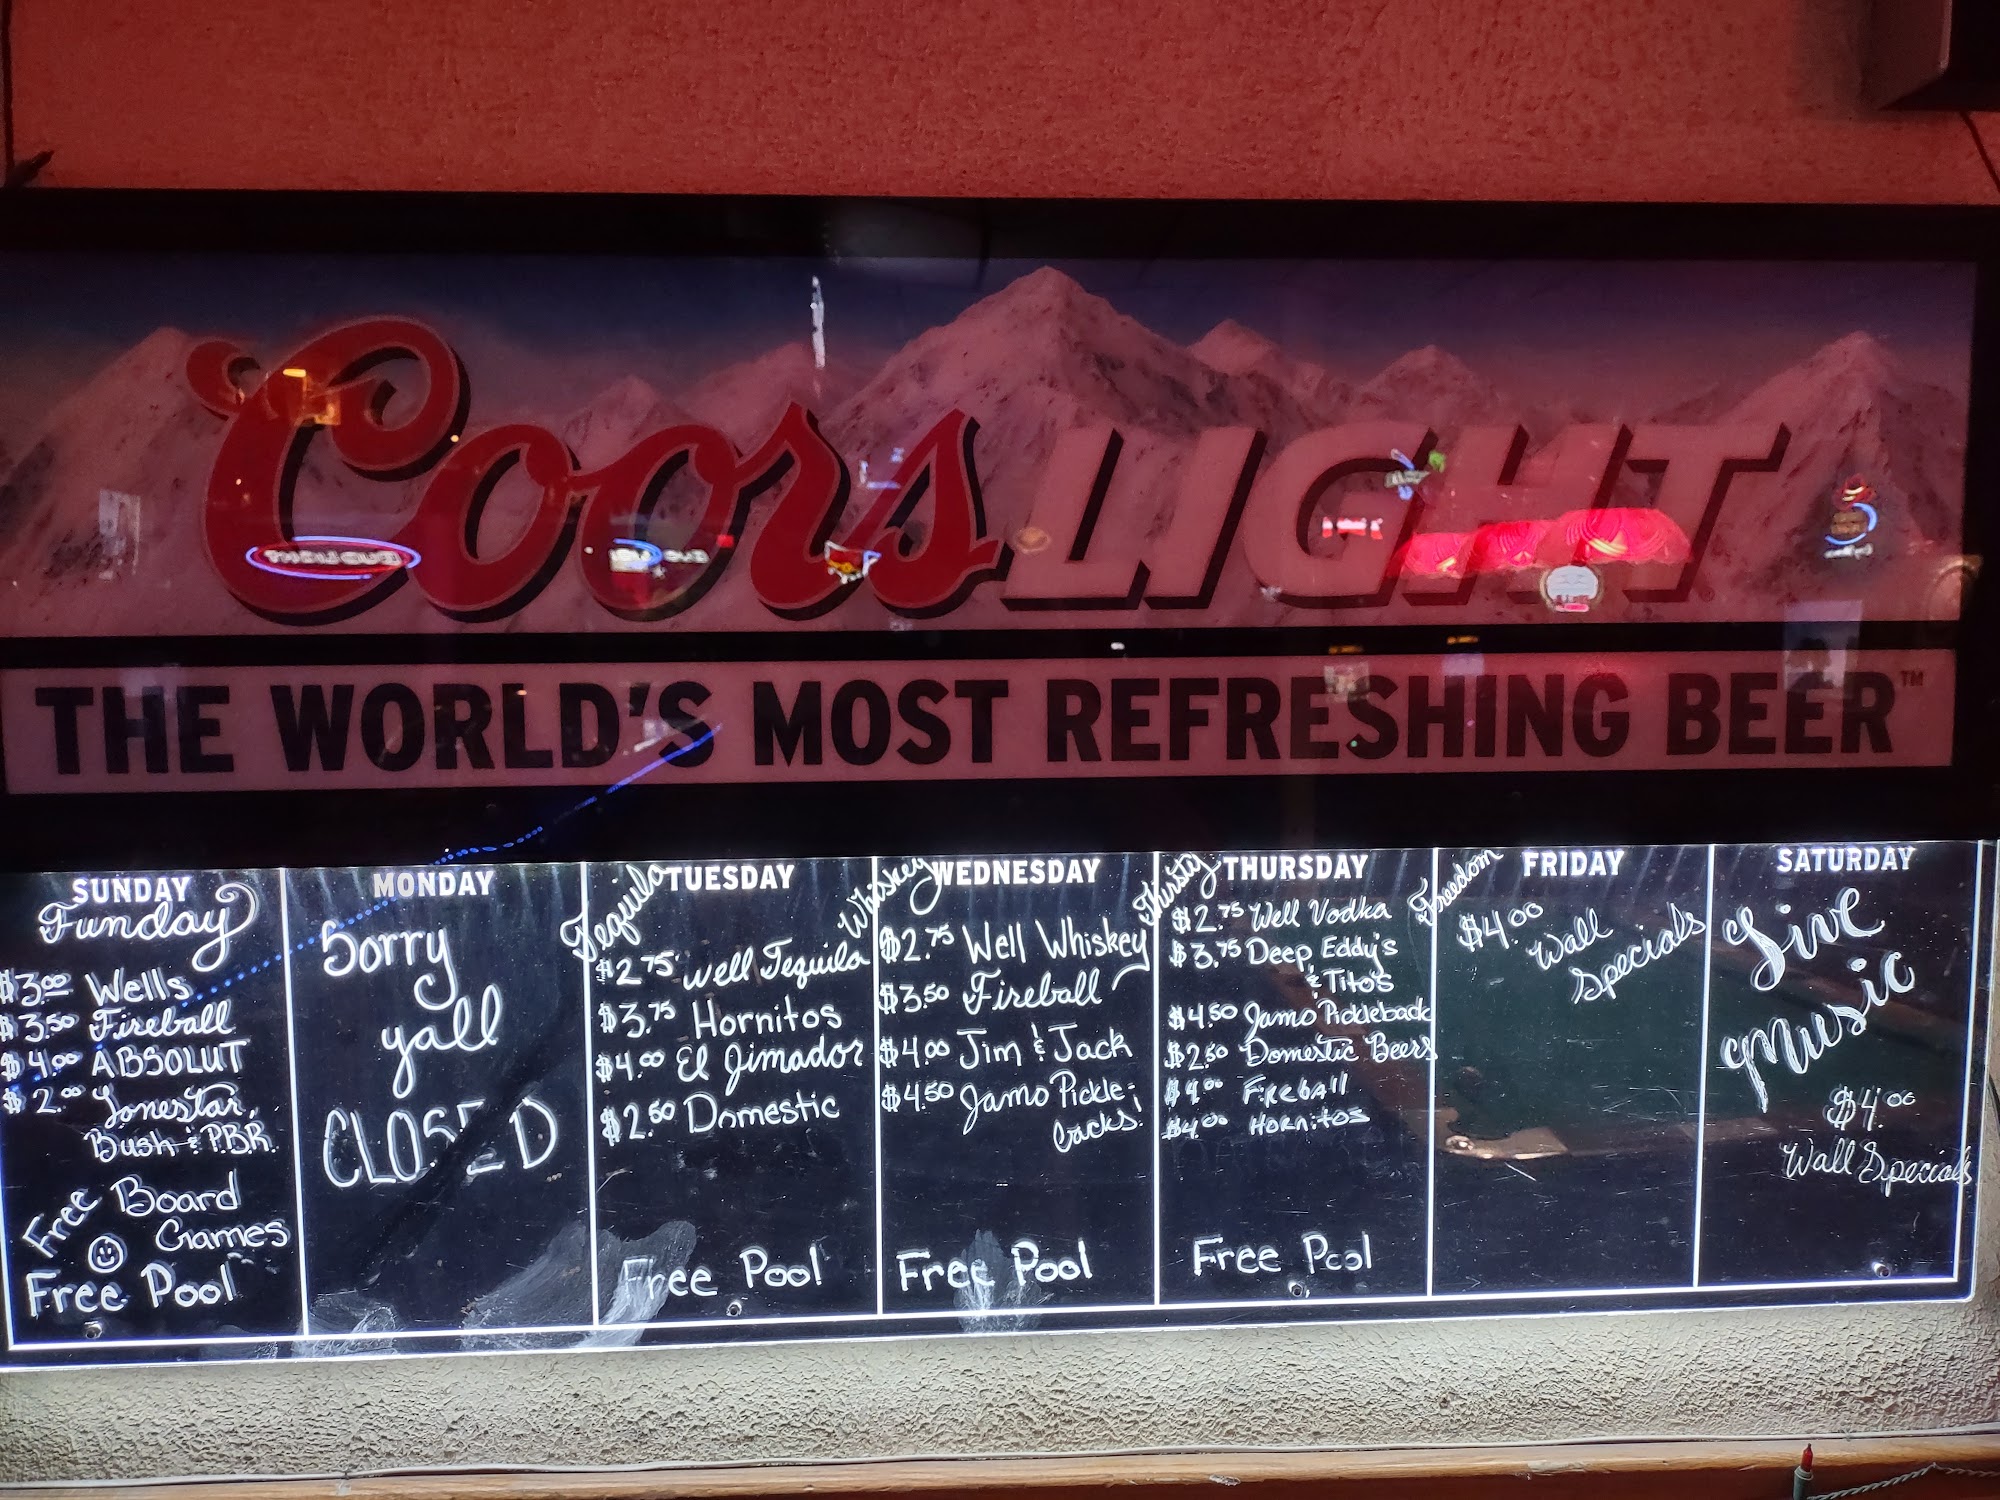 Coors LIGHT
THE WORLD'S MOST REFRESHING BEER™
SUNDAY
Funday
$3.00 Wells
$3.50 Fireball
$4.00 ABSOLUT
$2.00 Lonestar,
Bush & P.B.R.
Free Board
Games
Free Pool
MONDAY
Sorry
yall
CLOSED
Tequila TUESDAY
$2.75 Well Tequila
$3.75 Hornitos
$4.00 El Jimador
$2.50 Domestic
Free Pool
Whiskey WEDNESDAY
$2.75 Well Whiskey
$3.50 Fireball
$4.00 Jim & Jack
$4.50 Jamo Pickle-
backs!
Free Pool
Thirsty THURSDAY
$2.75 Well Vodka
$3.75 Deep Eddy's
& Tito's
$4.50 Jamo Pickleback
$2.50 Domestic Beers
$4.00 FireBall
$4.00 Hornitos
Free Pool
Freedom FRIDAY
$4.00 Wall
Specials
SATURDAY
Live
Music
$4.00
Wall Specials